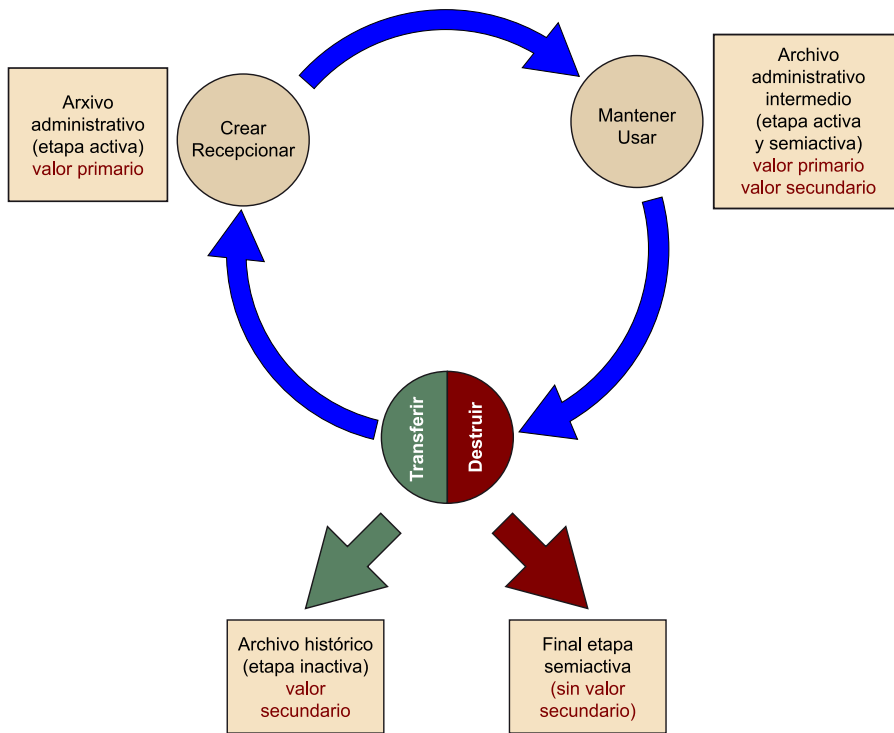 Arxivo
administrativo
(etapa activa)
valor primario
Crear
Recepcionar
Mantener
Usar
Archivo
administrativo
intermedio
(etapa activa
y semiactiva)
valor primario
valor secundario
Transferir
Destruir
Archivo histórico
(etapa inactiva)
valor
secundario
Final etapa
semiactiva
(sin valor
secundario)